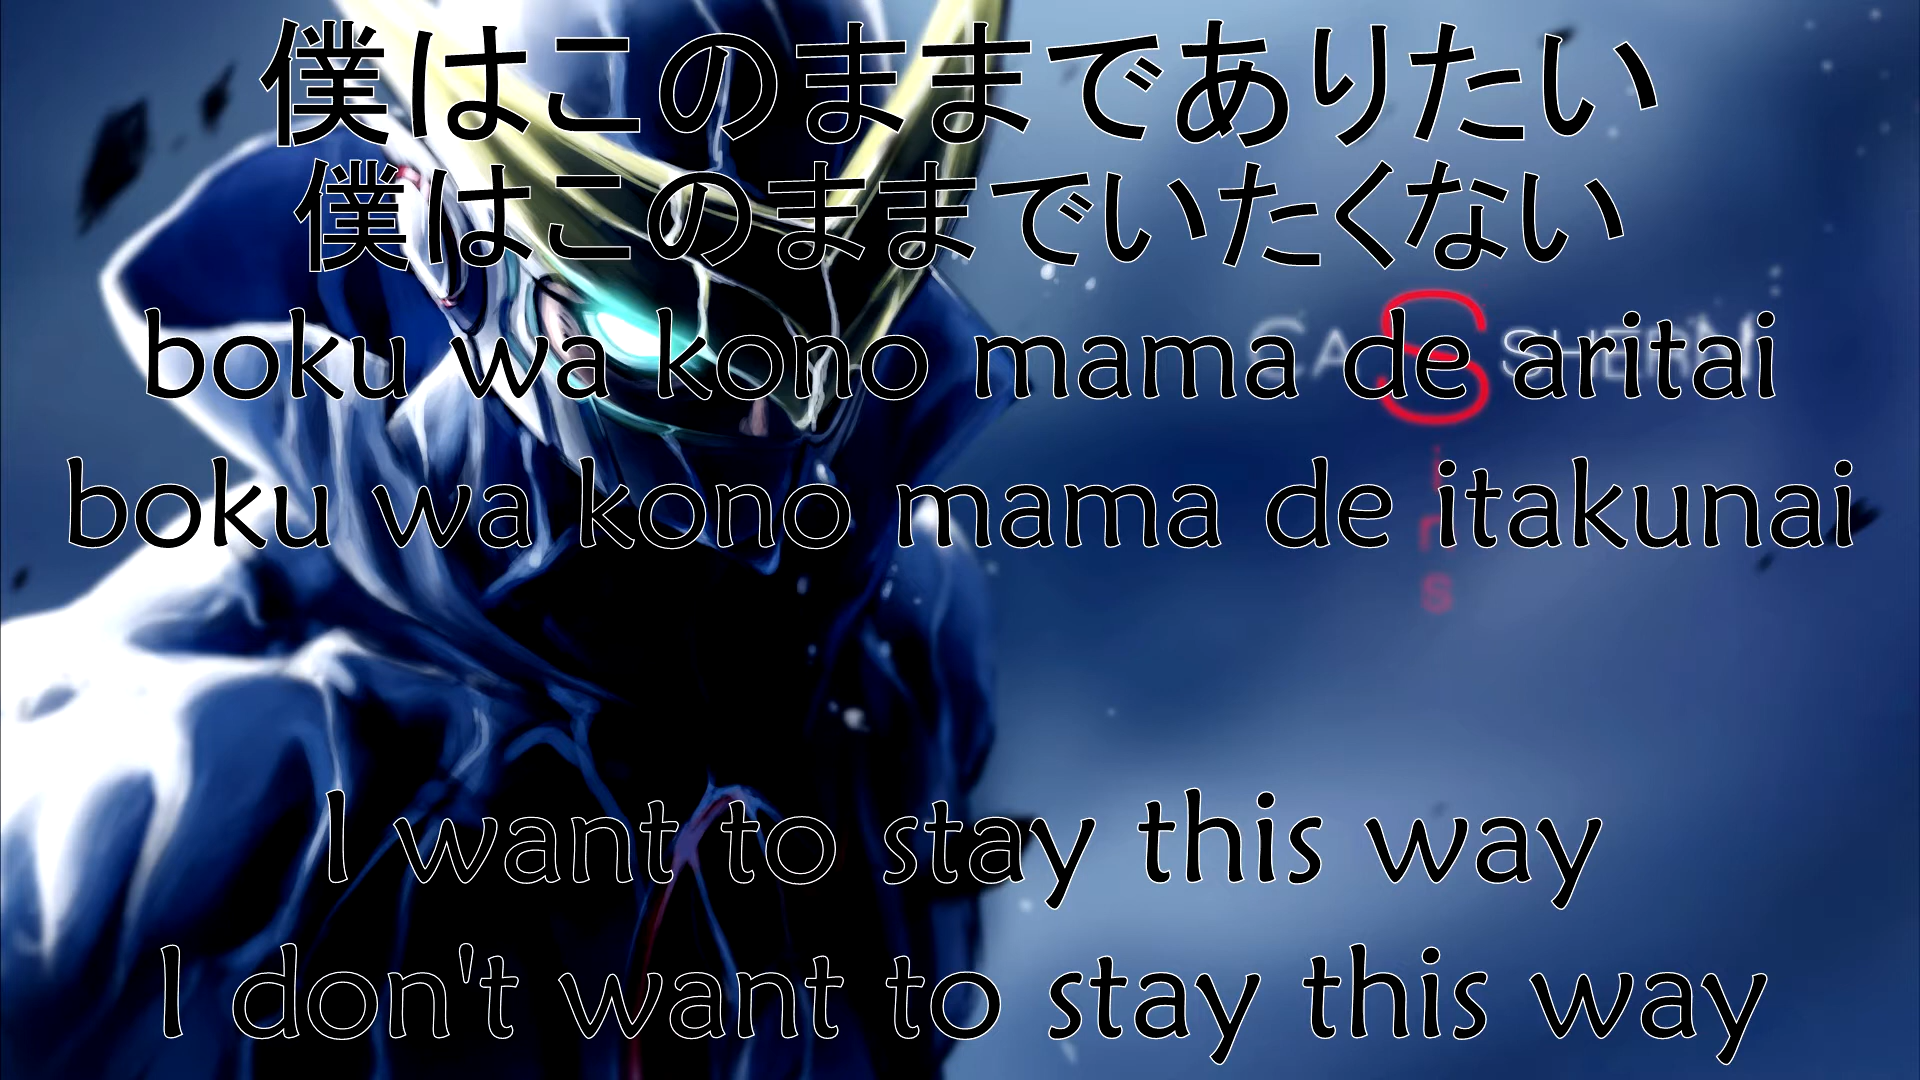 僕はこのままでありたい
僕はこのままでいたくない
boku wa kono mama de aritai
CaSsherN
boku wa kono mama de itakunai
sins
I want to stay this way
I don't want to stay this way